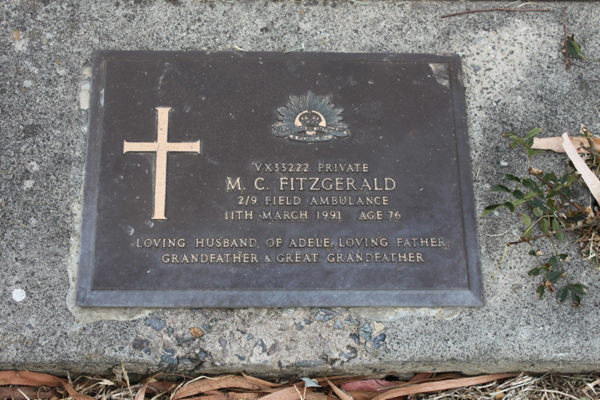 VX33222 PRIVATE
M. C. FITZGERALD
2/9 FIELD AMBULANCE
11TH MARCH 1991 AGE 76
LOVING HUSBAND, OF ADELE, LOVING FATHER,
GRANDFATHER & GREAT GRANDFATHER